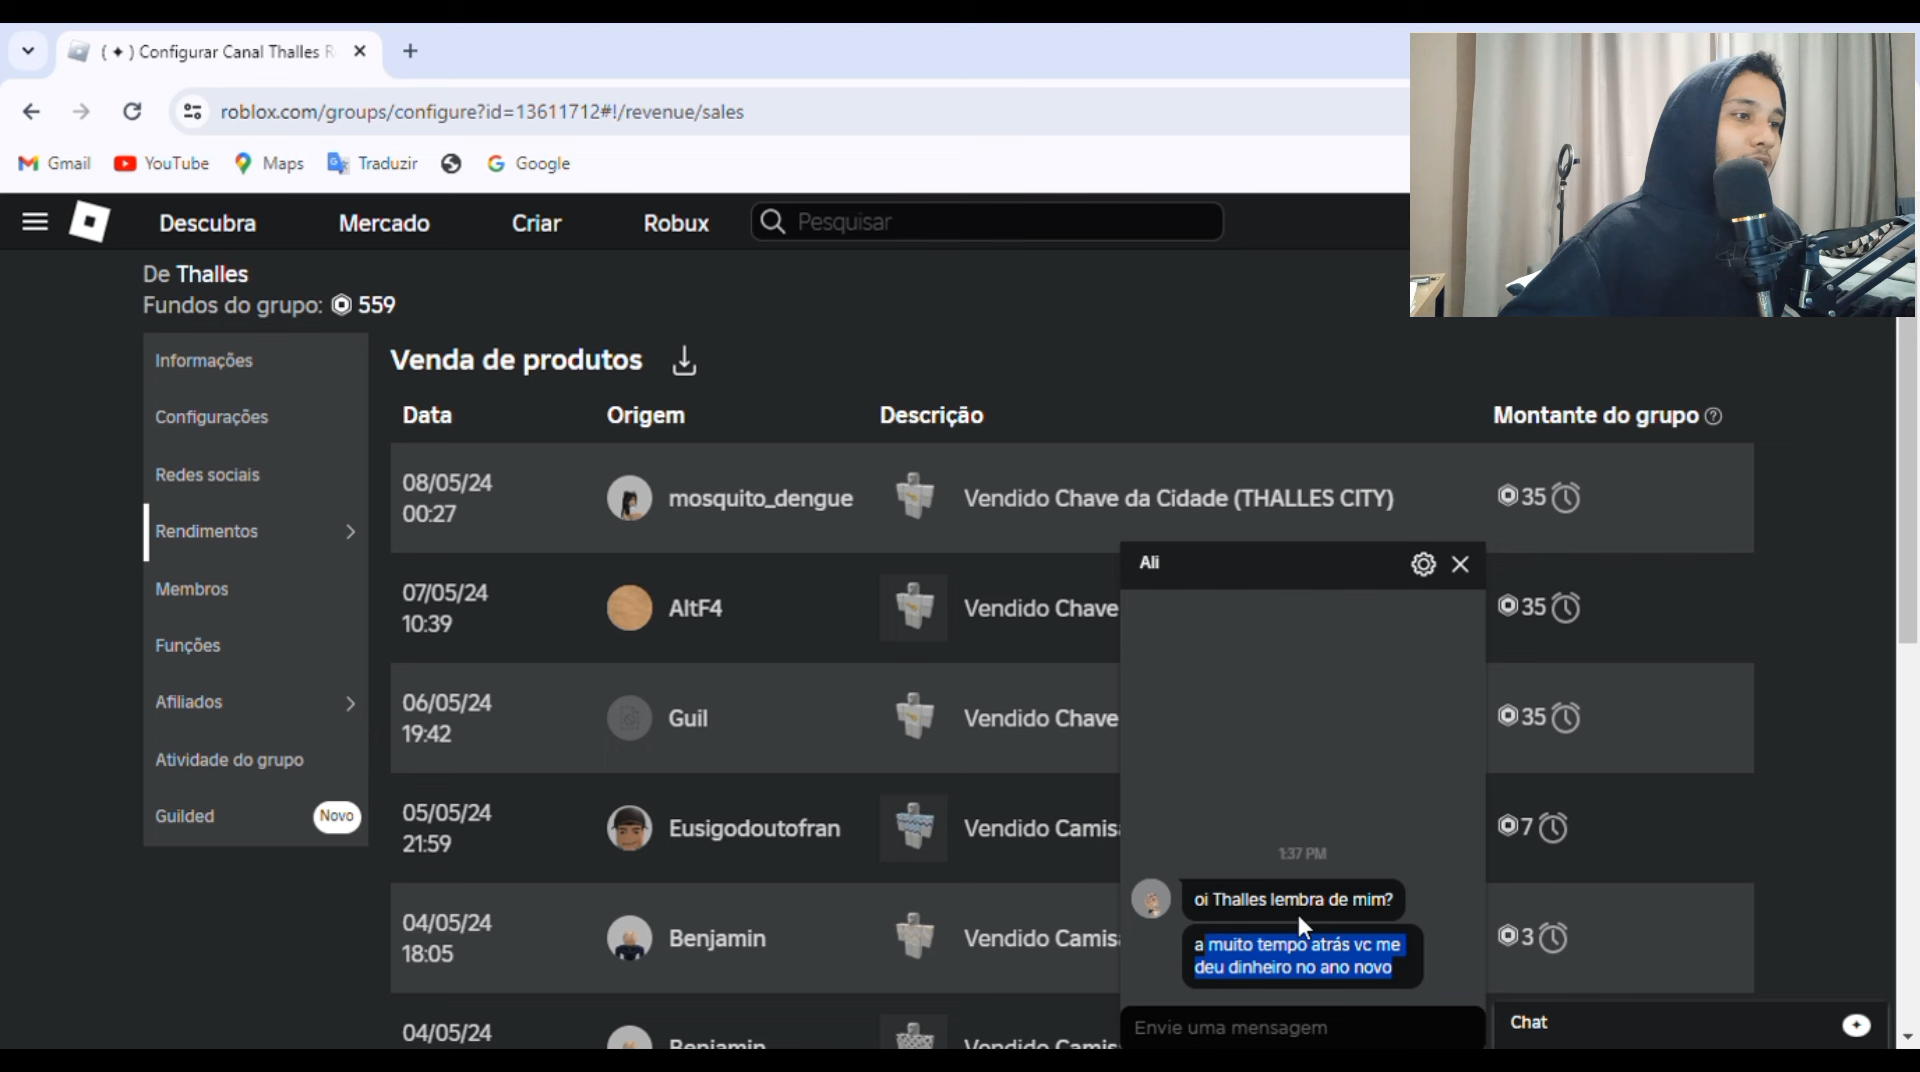 ( ✦ ) Configurar Canal Thalles R
roblox.com/groups/configure?id=13611712#!/revenue/sales
Gmail
YouTube
Maps
Traduzir
Google
Descubra
Mercado
Criar
Robux
Pesquisar
De Thalles
Fundos do grupo: 559
Informações
Configurações
Redes sociais
Rendimentos
Membros
Funções
Afiliados
Atividade do grupo
Guilded
Novo
Venda de produtos
Data
Origem
Descrição
Montante do grupo
08/05/24
00:27
mosquito_dengue
Vendido Chave da Cidade (THALLES CITY)
35
07/05/24
10:39
AltF4
Vendido Chave
35
06/05/24
19:42
Guil
Vendido Chave
35
05/05/24
21:59
Eusigodoutofran
Vendido Camis
7
04/05/24
18:05
Benjamin
Vendido Camis
3
04/05/24
Benjamin
Vendido Camis
Ali
1:37 PM
oi Thalles lembra de mim?
a muito tempo atrás vc me
deu dinheiro no ano novo
Envie uma mensagem
Chat